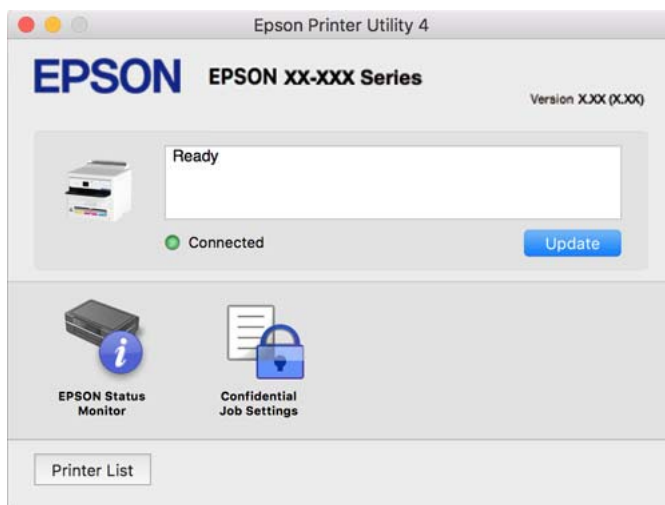 Epson Printer Utility 4
EPSON EPSON XX-XXX Series
Version X.XX (X.XX)
Ready
Connected
Update
EPSON Status
Monitor
Confidential
Job Settings
Printer List